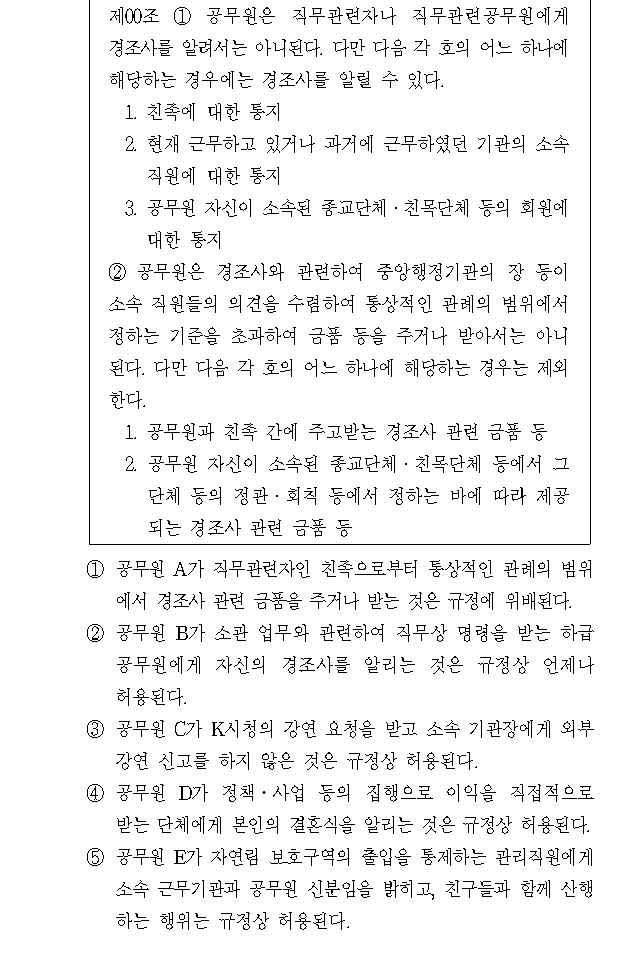 제00조 ① 공무원은 직무관련자나 직무관련공무원에게
경조사를 알려서는 아니된다. 다만 다음 각 호의 어느 하나에
해당하는 경우에는 경조사를 알릴 수 있다.
1. 친족에 대한 통지
2. 현재 근무하고 있거나 과거에 근무하였던 기관의 소속
직원에 대한 통지
3. 공무원 자신이 소속된 종교단체·친목단체 등의 회원에
대한 통지
② 공무원은 경조사와 관련하여 중앙행정기관의 장 등이
소속 직원들의 의견을 수렴하여 통상적인 관례의 범위에서
정하는 기준을 초과하여 금품 등을 주거나 받아서는 아니
된다. 다만 다음 각 호의 어느 하나에 해당하는 경우는 제외
한다.
1. 공무원과 친족 간에 주고받는 경조사 관련 금품 등
2. 공무원 자신이 소속된 종교단체·친목단체 등에서 그
단체 등의 정관·회칙 등에서 정하는 바에 따라 제공
되는 경조사 관련 금품 등
① 공무원 A가 직무관련자인 친족으로부터 통상적인 관례의 범위
에서 경조사 관련 금품을 주거나 받는 것은 규정에 위배된다.
② 공무원 B가 소관 업무와 관련하여 직무상 명령을 받는 하급
공무원에게 자신의 경조사를 알리는 것은 규정상 언제나
허용된다.
③ 공무원 C가 K시청의 강연 요청을 받고 소속 기관장에게 외부
강연 신고를 하지 않은 것은 규정상 허용된다.
④ 공무원 D가 정책·사업 등의 집행으로 이익을 직접적으로
받는 단체에게 본인의 결혼식을 알리는 것은 규정상 허용된다.
⑤ 공무원 E가 자연림 보호구역의 출입을 통제하는 관리직원에게
소속 근무기관과 공무원 신분임을 밝히고, 친구들과 함께 산행
하는 행위는 규정상 허용된다.